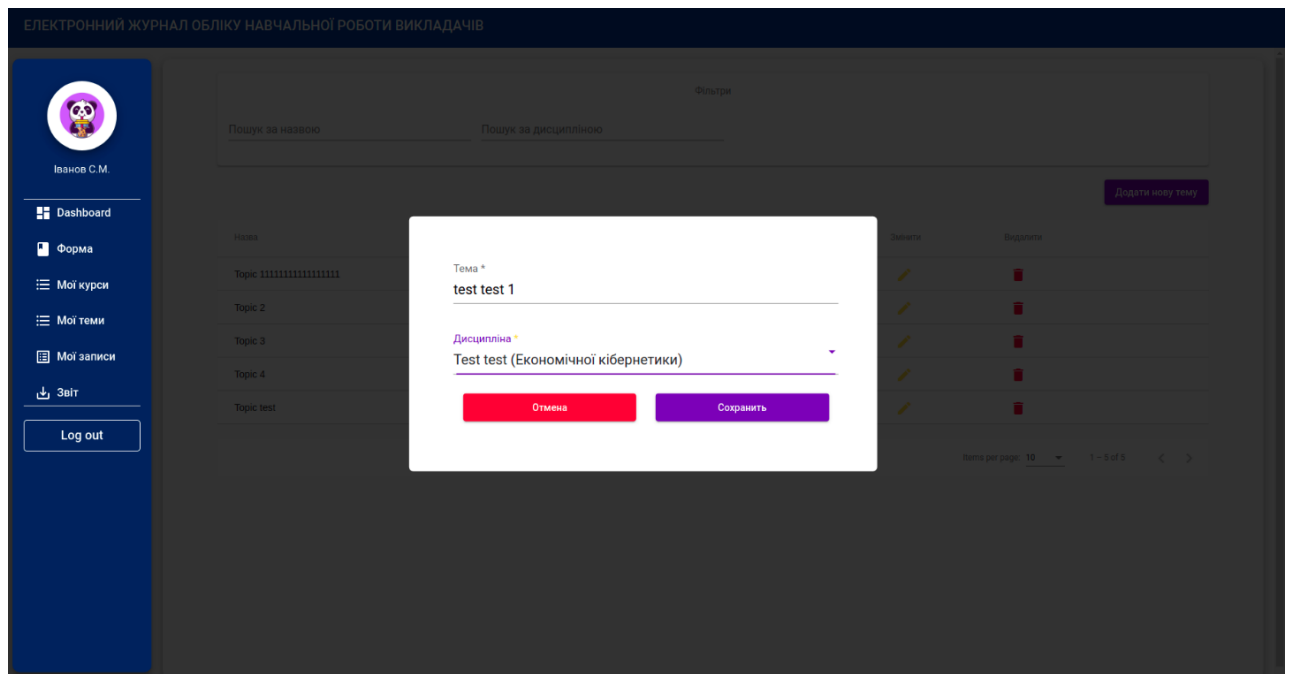 ЕЛЕКТРОННИЙ ЖУРНАЛ ОБЛІКУ НАВЧАЛЬНОЇ РОБОТИ ВИКЛАДАЧІВ
Іванов С.М.
Dashboard
Форма
Мої курси
Мої теми
Мої записи
Звіт
Log out
Фільтри
Пошук за назвою
Пошук за дисципліною
Додати нову тему
Назва
Змінити
Видалити
Topic 11111111111111111
Topic 2
Topic 3
Topic 4
Topic test
Тема *
test test 1
Дисципліна *
Test test (Економічної кібернетики)
Отмена
Сохранить
Items per page: 10
1 – 5 of 5